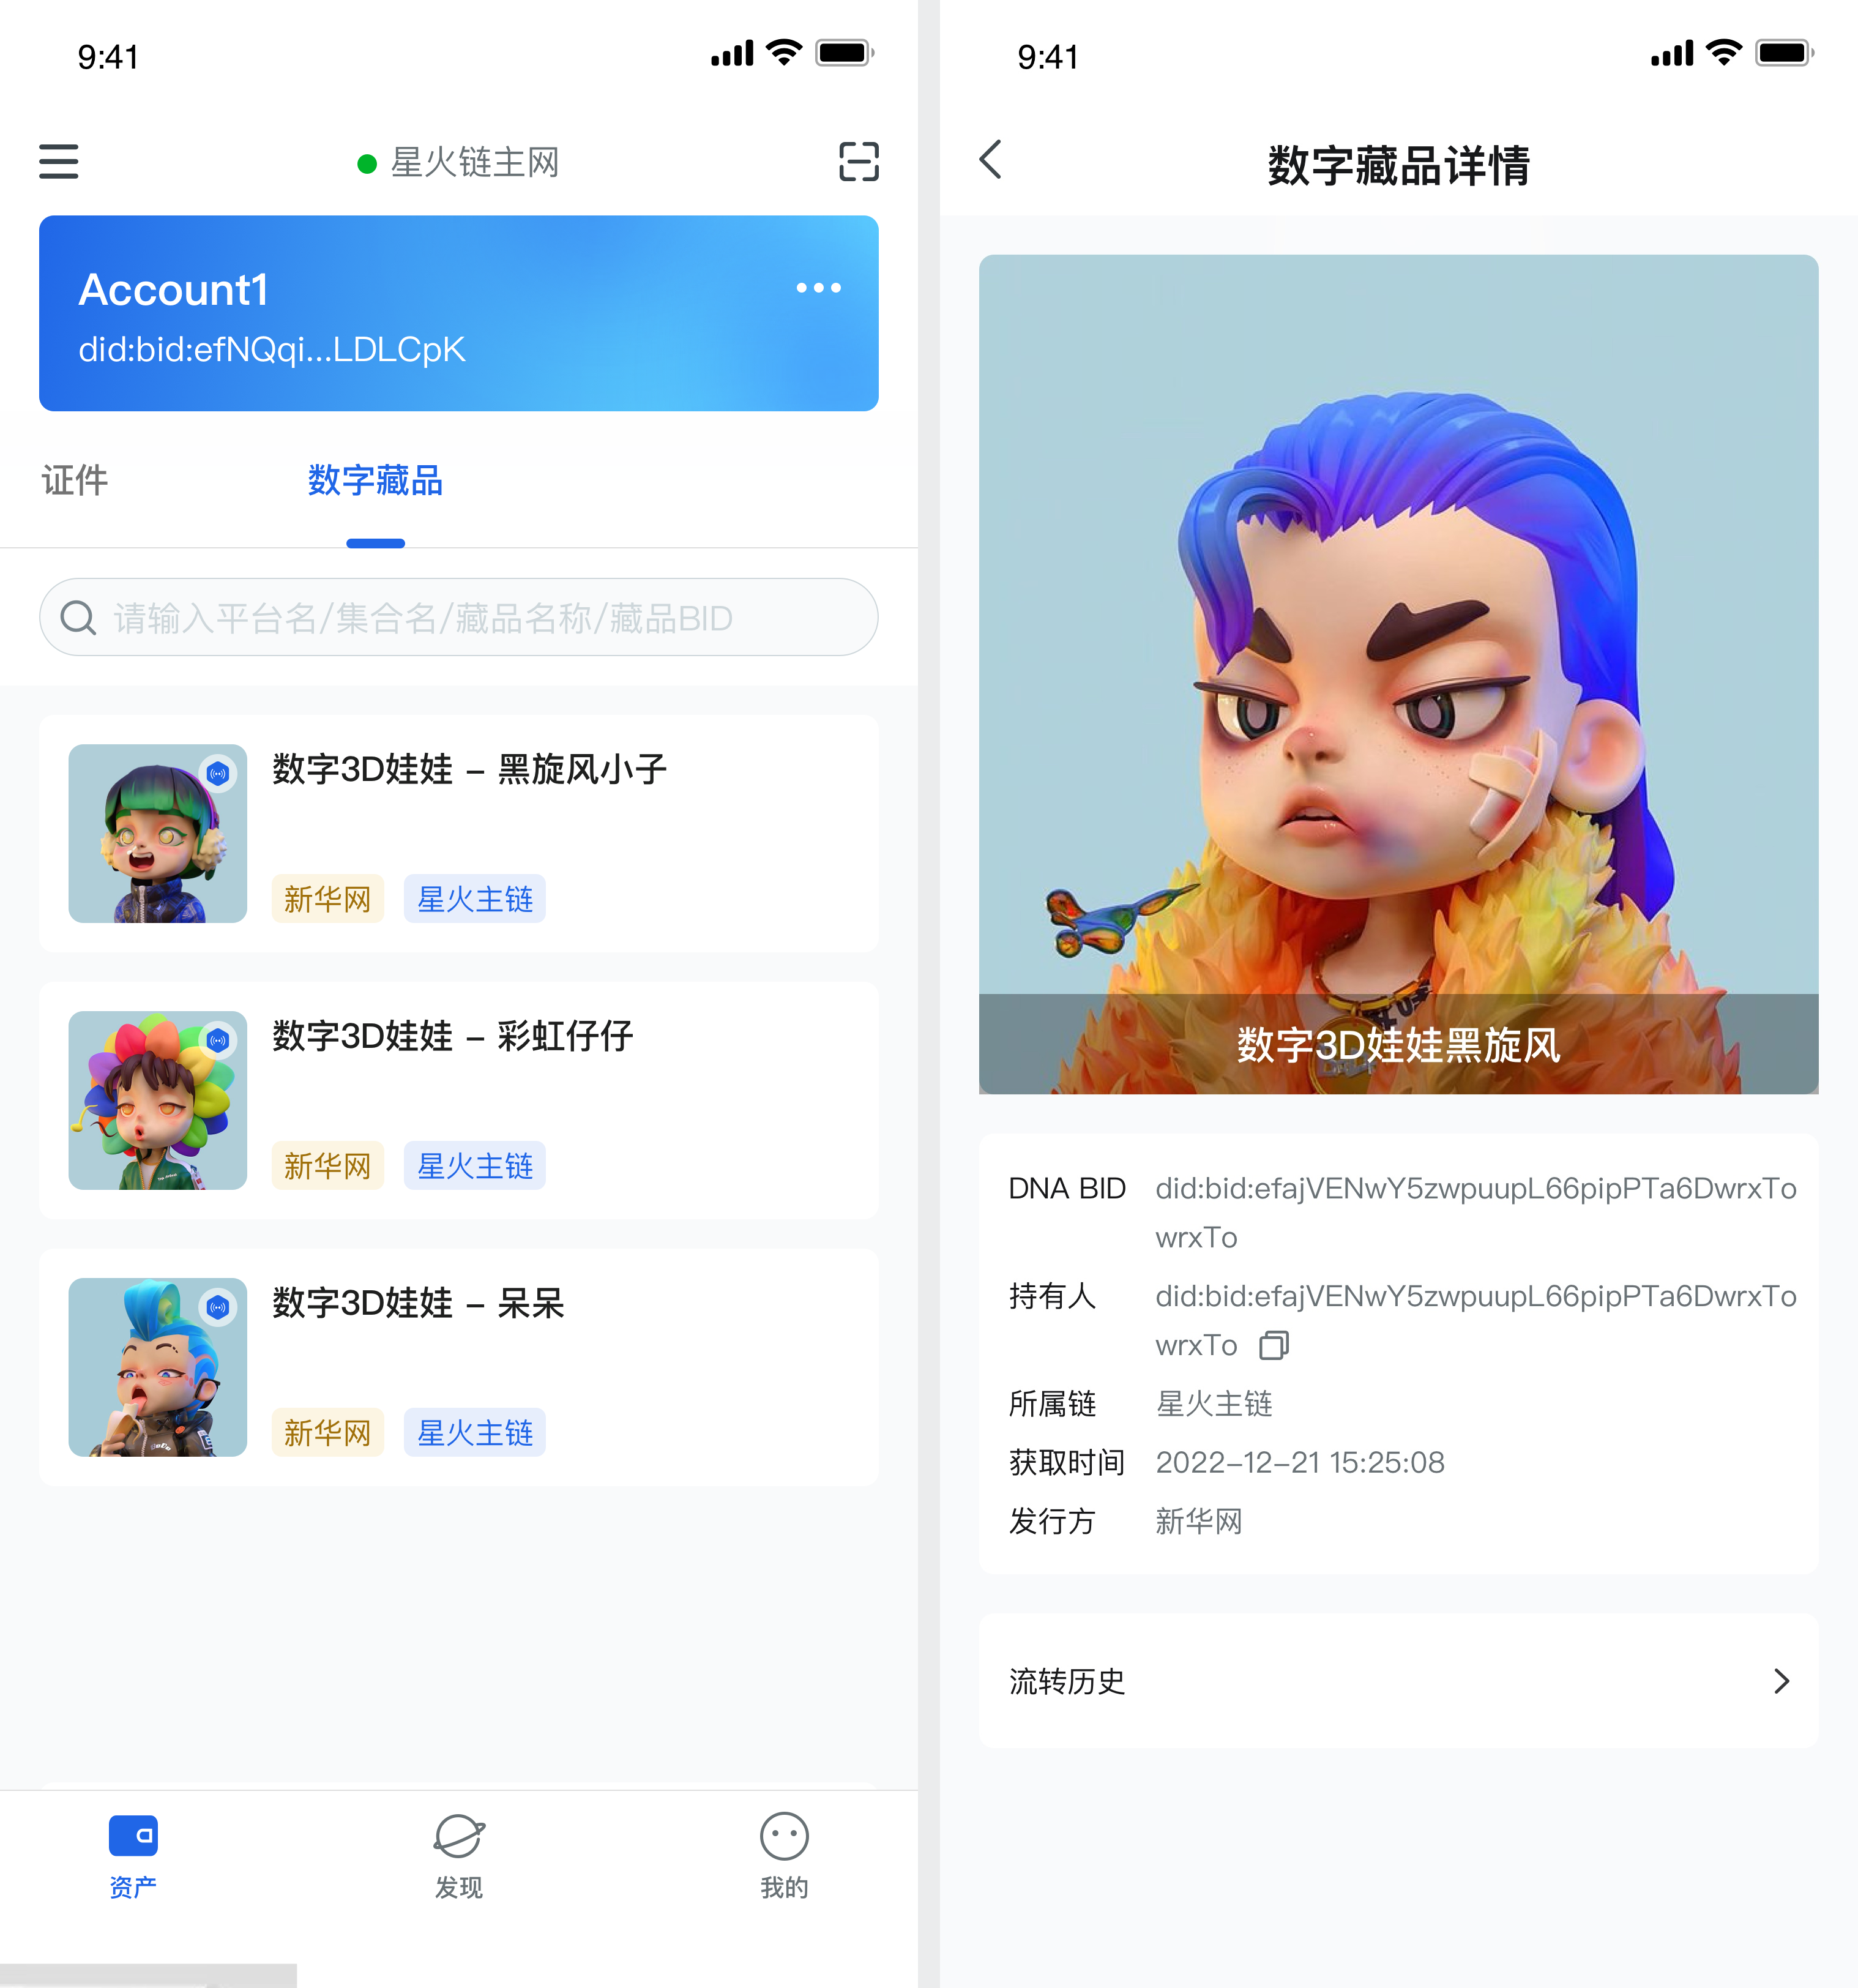 9:41
星火链主网
Account1
did:bid:efNQqi...LDLCpK
证件
数字藏品
请输入平台名/集合名/藏品名称/藏品BID
数字3D娃娃 – 黑旋风小子
新华网
星火主链
数字3D娃娃 – 彩虹仔仔
新华网
星火主链
数字3D娃娃 – 呆呆
新华网
星火主链
资产
发现
我的
9:41
数字藏品详情
数字3D娃娃黑旋风
DNA BID
did:bid:efajVENwY5zwpuupL66pipPTa6DwrxTo
wrxTo
持有人
did:bid:efajVENwY5zwpuupL66pipPTa6DwrxTo
wrxTo
所属链
星火主链
获取时间
2022–12–21 15:25:08
发行方
新华网
流转历史